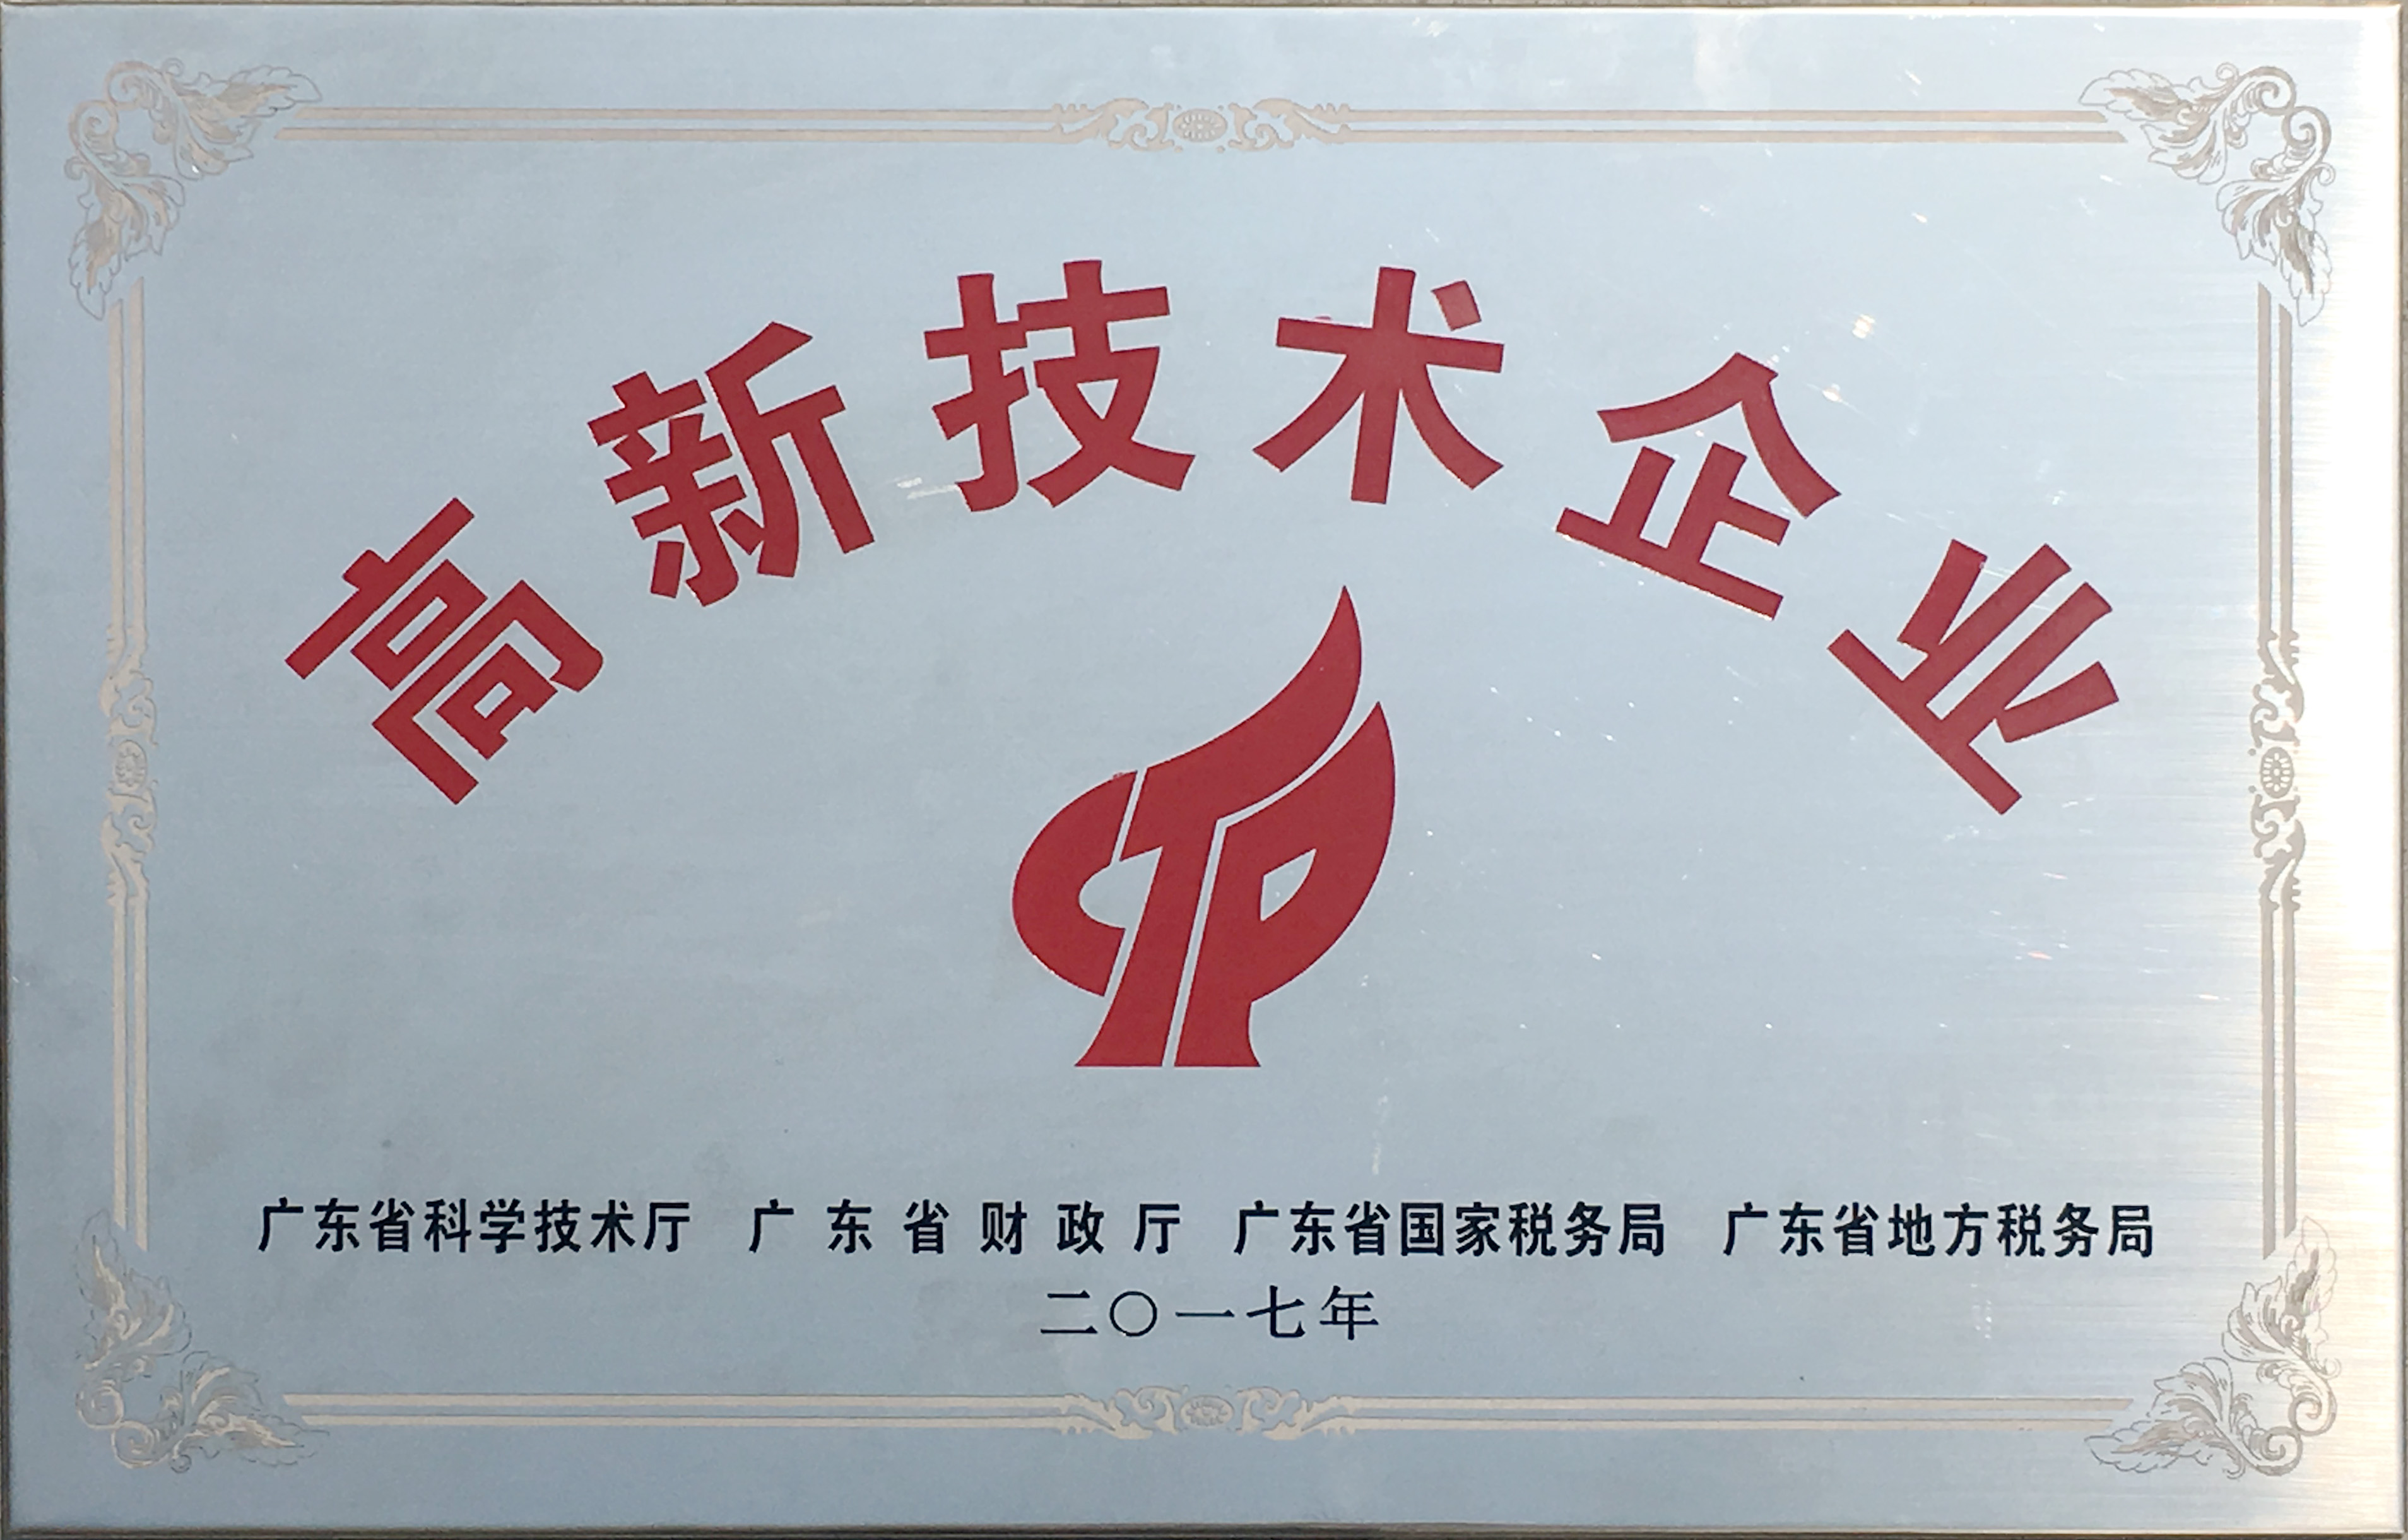 高新技术企业
CTP
广东省科学技术厅 广东省财政厅 广东省国家税务局 广东省地方税务局
二〇一七年